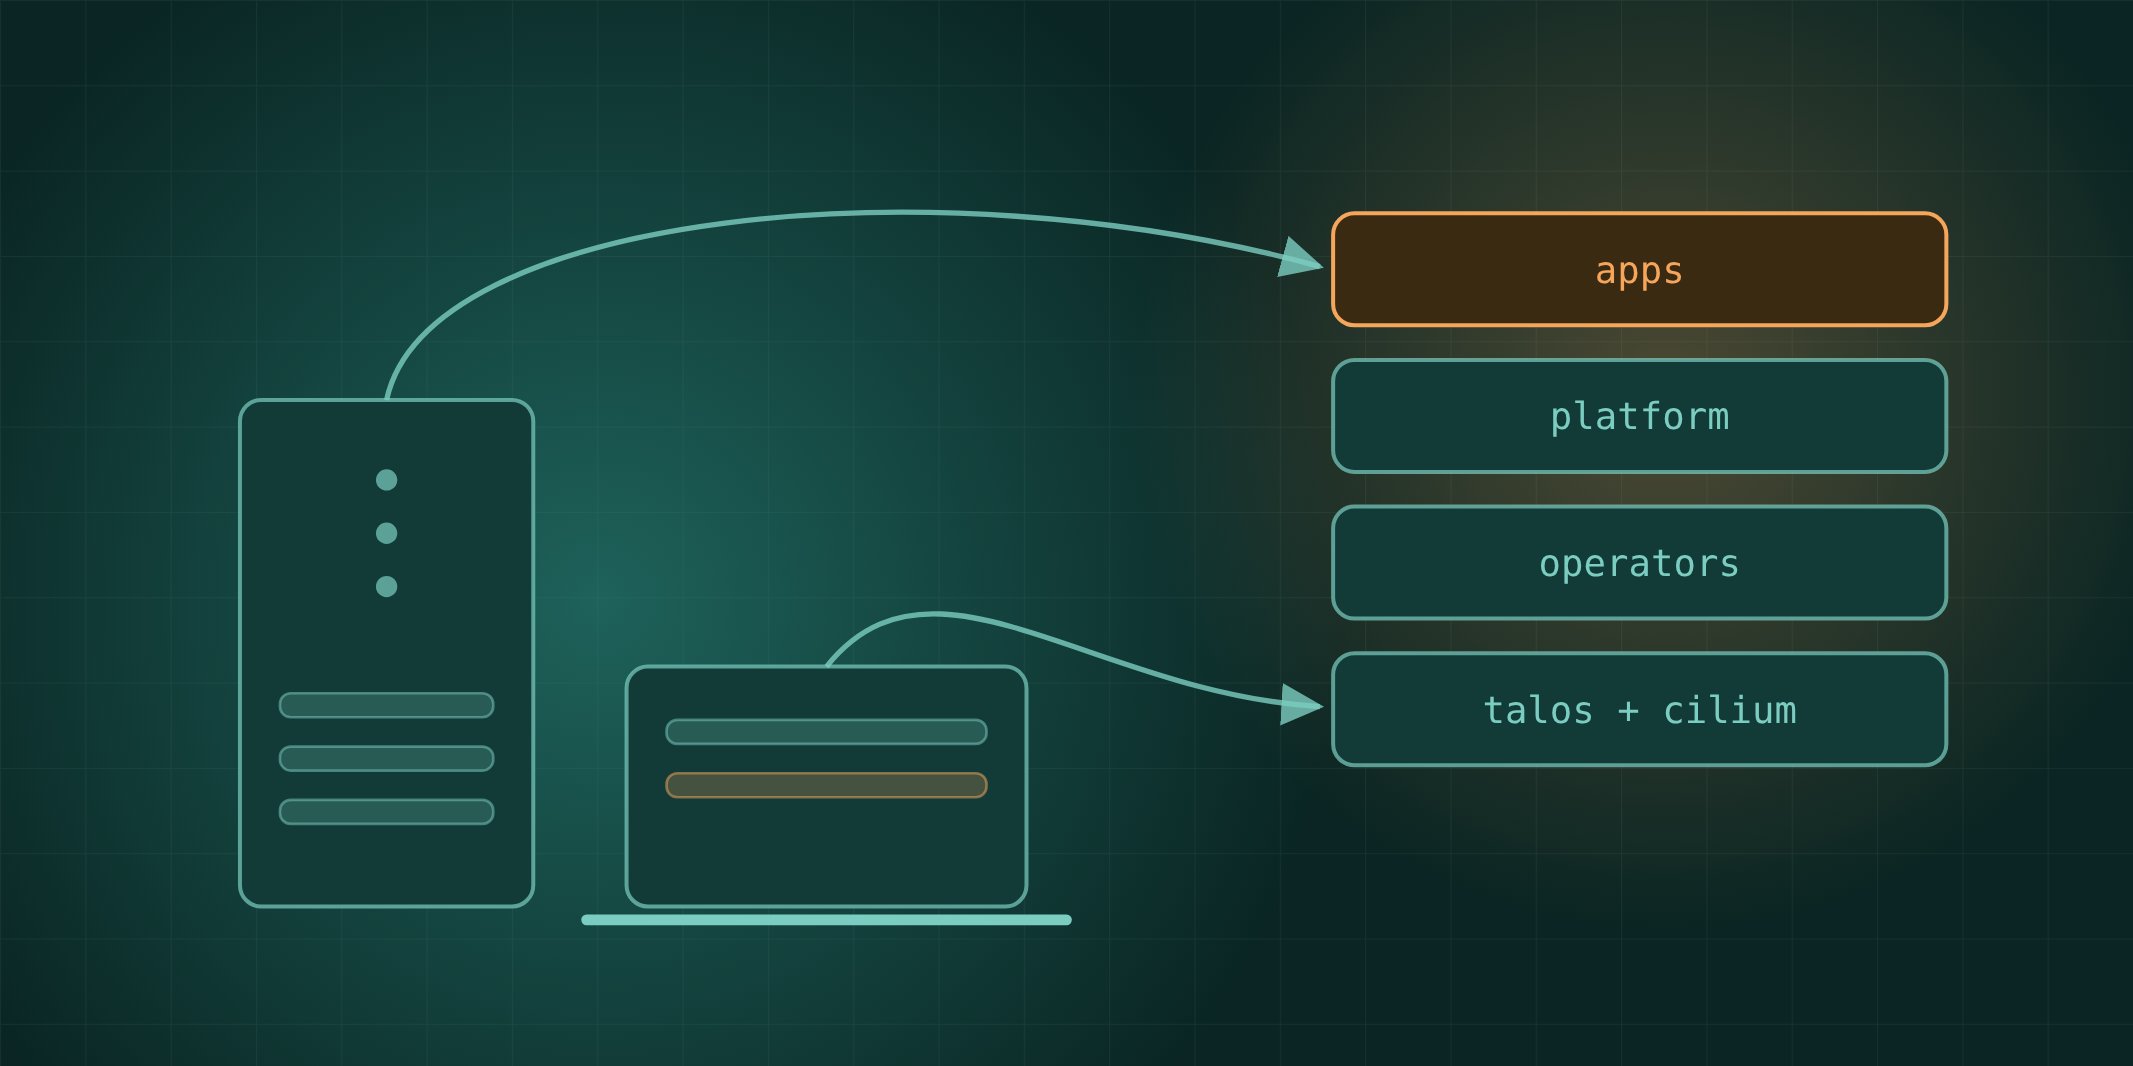 apps
platform
operators
talos + cilium